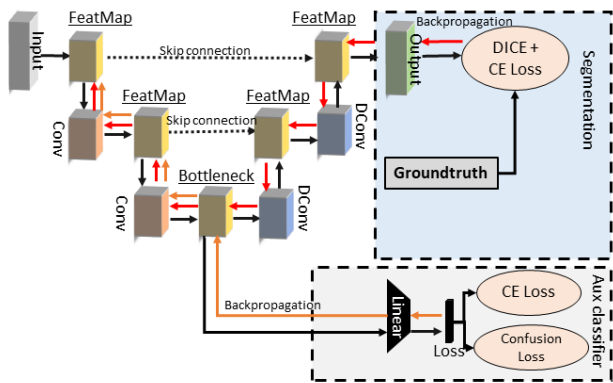 FeatMap
FeatMap
Input
Skip connection
Output
Backpropagation
DICE +
CE Loss
Segmentation
FeatMap
FeatMap
Conv
Skip connection
DConv
Groundtruth
Bottleneck
Conv
DConv
Backpropagation
Linear
Loss
CE Loss
Confusion
Loss
Aux classifier